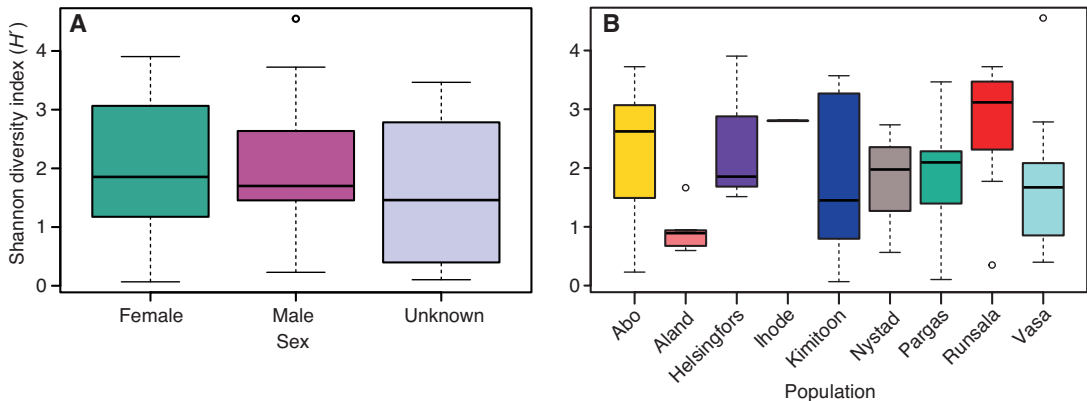 A
Shannon diversity index (H′)
4
3
2
1
0
Female Male Unknown
Sex
B
4
3
2
1
0
Abo Aland Helsingfors Ihode Kimitoon Nystad Pargas Runsala Vasa
Population